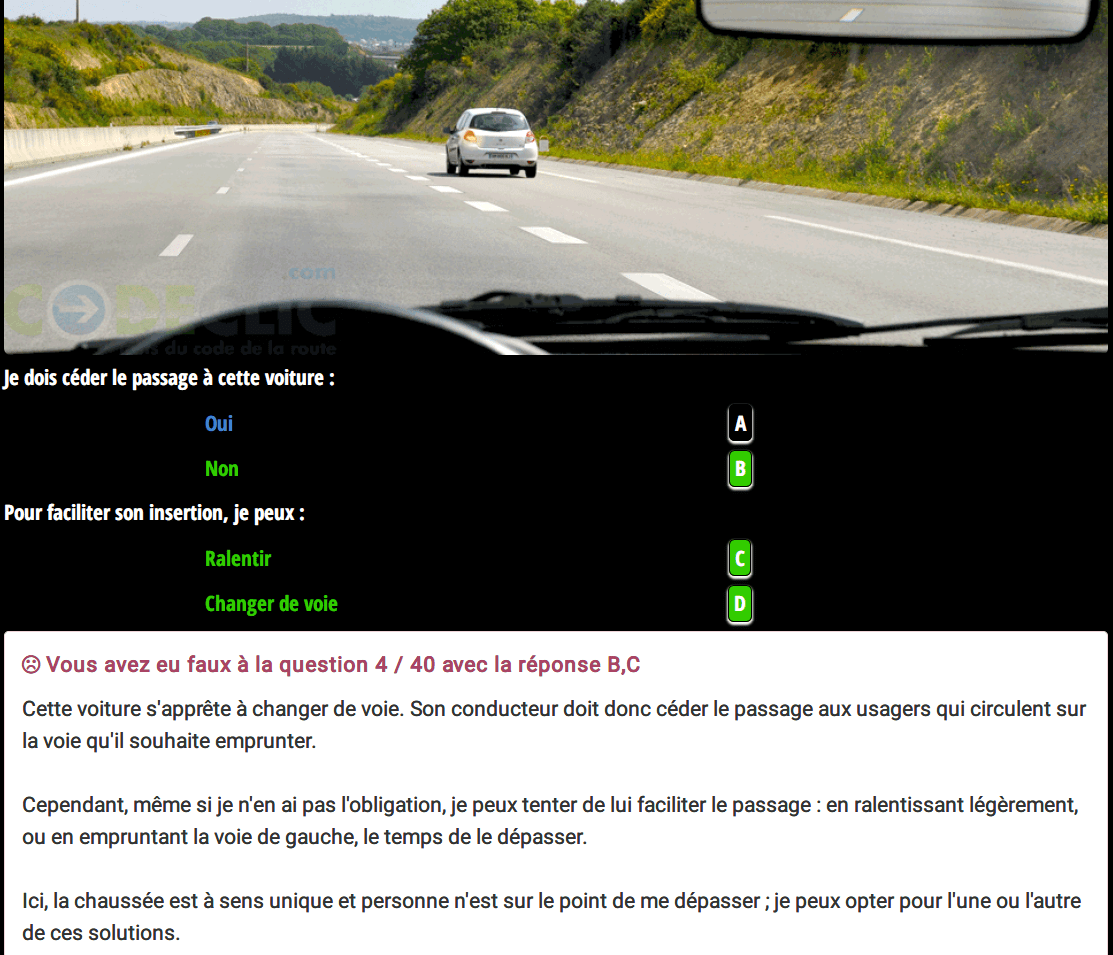 .com
CODECLIC
du code de la route
Je dois céder le passage à cette voiture :
Oui A
Non B
Pour faciliter son insertion, je peux :
Ralentir C
Changer de voie D
Vous avez eu faux à la question 4 / 40 avec la réponse B,C
Cette voiture s'apprête à changer de voie. Son conducteur doit donc céder le passage aux usagers qui circulent sur
la voie qu'il souhaite emprunter.
Cependant, même si je n'en ai pas l'obligation, je peux tenter de lui faciliter le passage : en ralentissant légèrement,
ou en empruntant la voie de gauche, le temps de le dépasser.
Ici, la chaussée est à sens unique et personne n'est sur le point de me dépasser ; je peux opter pour l'une ou l'autre
de ces solutions.